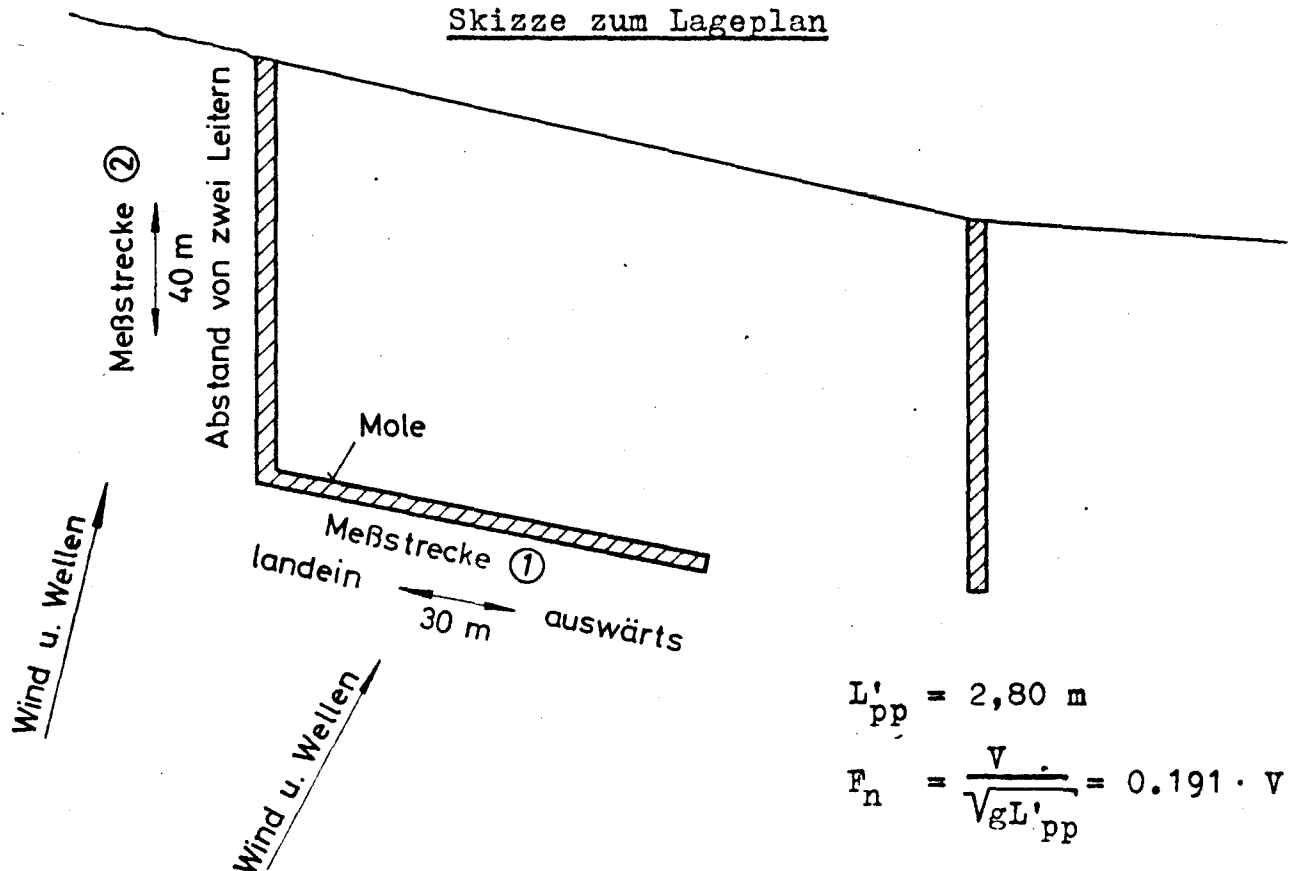 Skizze zum Lageplan
Meßstrecke ②
40 m
Abstand von zwei Leitern
Mole
Meßstrecke ①
landein
30 m
auswärts
Wind u. Wellen
Wind u. Wellen
L'pp = 2,80 m
Fn = V / √gL'pp = 0.191 · V